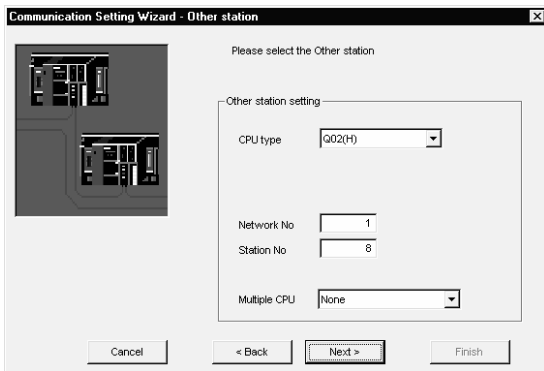 Communication Setting Wizard - Other station
Please select the Other station
Other station setting
CPU type
Q02(H)
Network No
1
Station No
8
Multiple CPU
None
Cancel
< Back
Next >
Finish